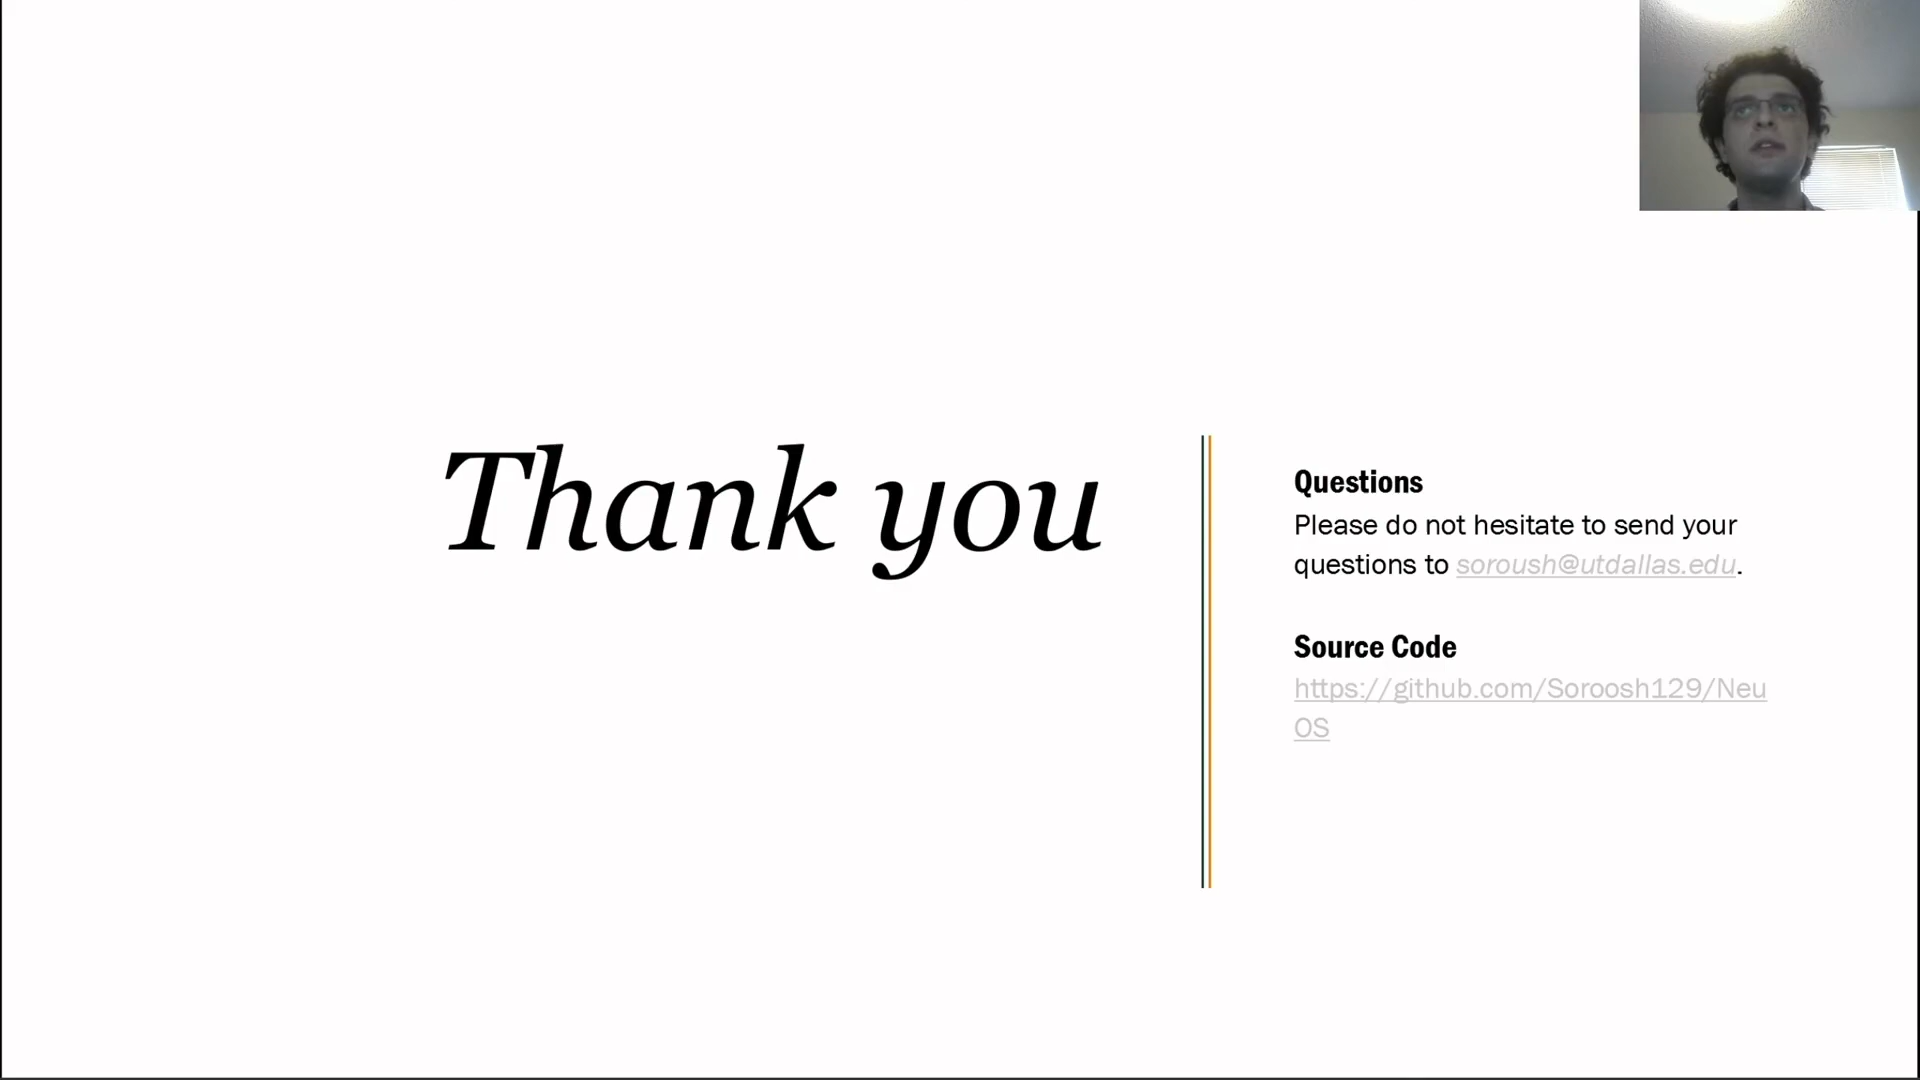 Thank you
Questions
Please do not hesitate to send your
questions to soroush@utdallas.edu.
Source Code
https://github.com/Soroosh129/Neu
OS